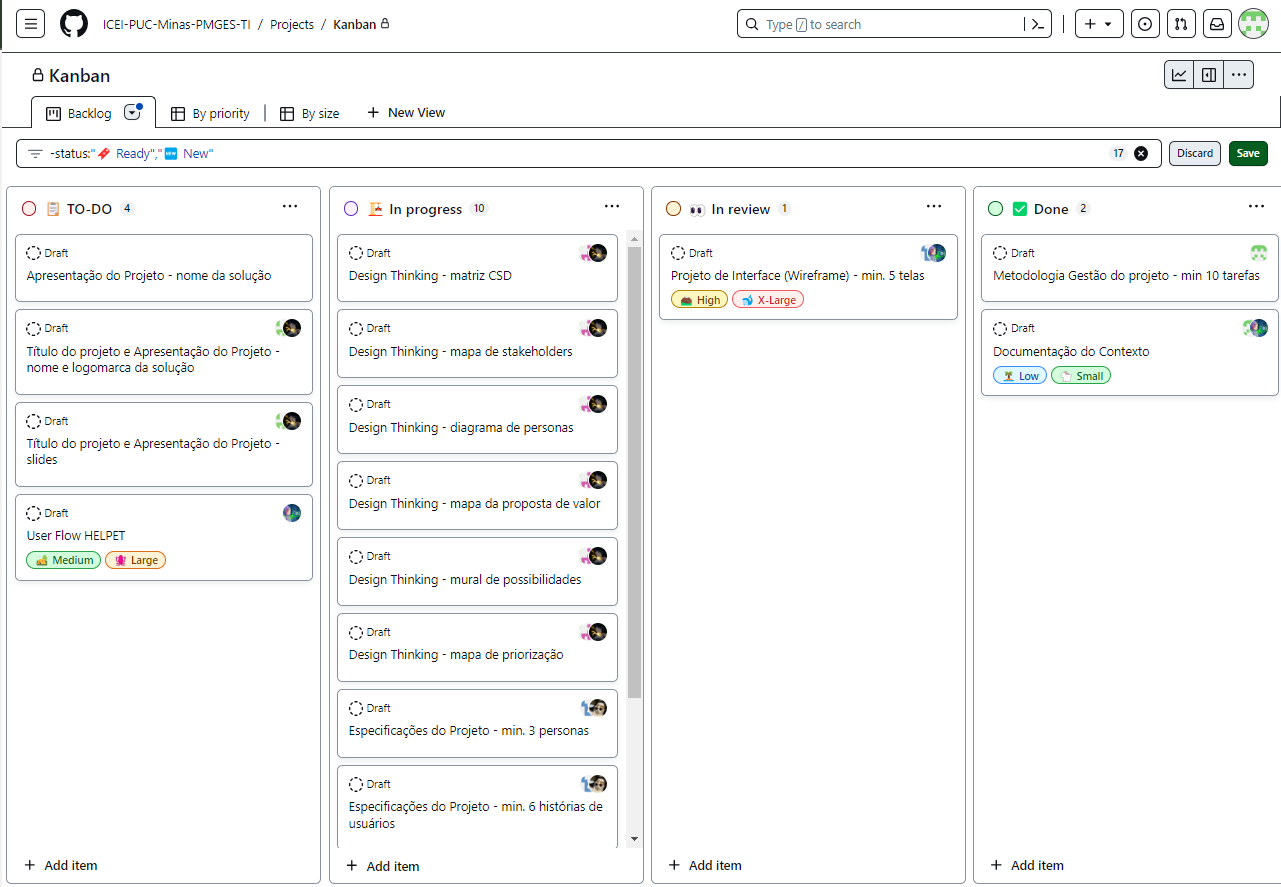 ICEI-PUC-Minas-PMGES-TI / Projects / Kanban
Type / to search
Kanban
Backlog
By priority
By size
New View
-status:" Ready"," New"
17
Discard
Save
TO-DO 4
Draft
Apresentação do Projeto - nome da solução
Draft
Título do projeto e Apresentação do Projeto -
nome e logomarca da solução
Draft
Título do projeto e Apresentação do Projeto -
slides
Draft
User Flow HELPET
Medium
Large
Add item
In progress 10
Draft
Design Thinking - matriz CSD
Draft
Design Thinking - mapa de stakeholders
Draft
Design Thinking - diagrama de personas
Draft
Design Thinking - mapa da proposta de valor
Draft
Design Thinking - mural de possibilidades
Draft
Design Thinking - mapa de priorização
Draft
Especificações do Projeto - min. 3 personas
Draft
Especificações do Projeto - min. 6 histórias de
usuários
Add item
In review 1
Draft
Projeto de Interface (Wireframe) - min. 5 telas
High
X-Large
Add item
Done 2
Draft
Metodologia Gestão do projeto - min 10 tarefas
Draft
Documentação do Contexto
Low
Small
Add item